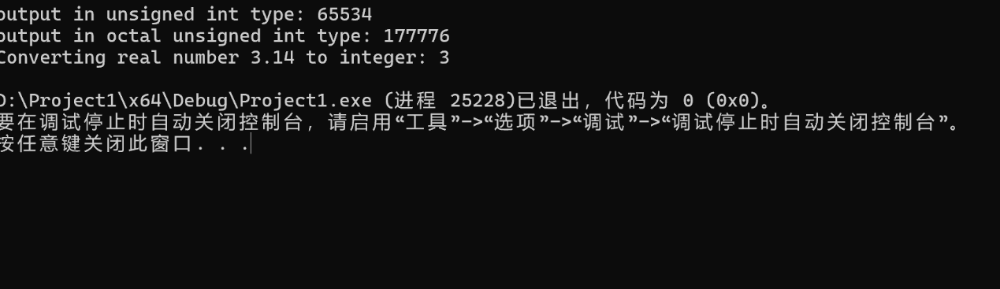 output in unsigned int type: 65534
output in octal unsigned int type: 177776
Converting real number 3.14 to integer: 3
D:\Project1\x64\Debug\Project1.exe (进程 25228)已退出，代码为 0 (0x0)。
要在调试停止时自动关闭控制台，请启用“工具”->“选项”->“调试”->“调试停止时自动关闭控制台”。
按任意键关闭此窗口. . .